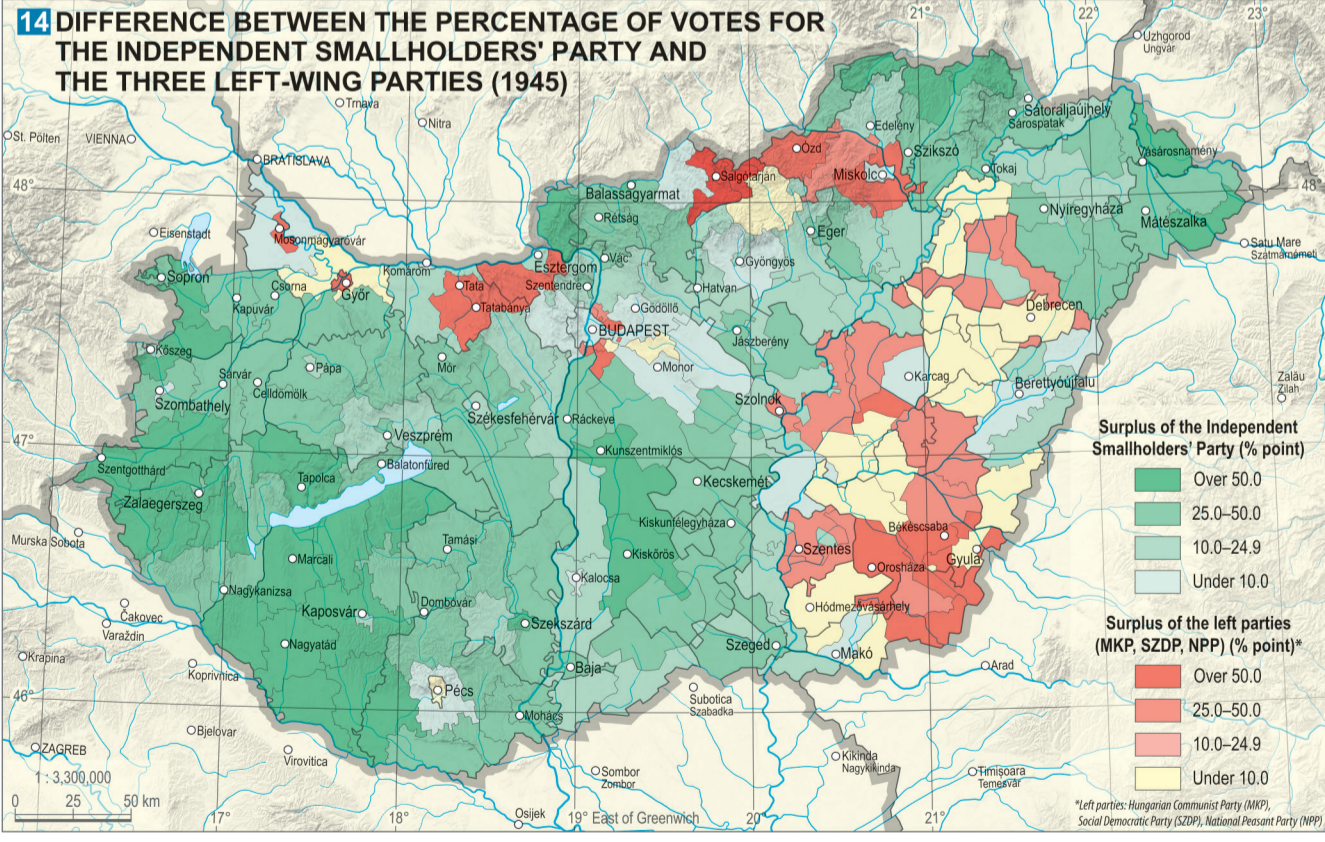 14 DIFFERENCE BETWEEN THE PERCENTAGE OF VOTES FOR
THE INDEPENDENT SMALLHOLDERS' PARTY AND
THE THREE LEFT-WING PARTIES (1945)
21°
22°
23°
Uzhgorod
Ungvár
Trnava
Nitra
St. Pölten
VIENNA
BRATISLAVA
48°
Eisenstadt
Mosonmagyaróvár
Sopron
Csorna
Győr
Kapuvár
Komárom
Tata
Tatabánya
Esztergom
Szentendre
Vác
Rétság
Balassagyarmat
Salgótarján
Ózd
Miskolc
Edelény
Szikszó
Sátoraljaújhely
Sárospatak
Tokaj
Vásárosnamény
48°
Nyíregyháza
Mátészalka
Satu Mare
Szatmárnémeti
Eger
Gyöngyös
Hatvan
Gödöllő
BUDAPEST
Monor
Jászberény
Debrecen
Kőszeg
Sárvár
Celldömölk
Pápa
Mór
Szombathely
Székesfehérvár
Ráckeve
Szolnok
Karcag
Berettyóújfalu
Zalău
Zilah
47°
Veszprém
Balatonfüred
Kunszentmiklós
Szentgotthárd
Tapolca
Zalaegerszeg
Kecskemét
Kiskunfélegyháza
Békéscsaba
Murska Sobota
Tamási
Kiskőrös
Szentes
Gyula
Marcali
Orosháza
Kalocsa
Nagykanizsa
Kaposvár
Dombóvár
Hódmezővásárhely
Čakovec
Varaždin
Szekszárd
Nagyatád
Szeged
Makó
Krapina
Koprivnica
Baja
Arad
46°
Pécs
Subotica
Szabadka
Mohács
Bjelovar
ZAGREB
Virovitica
Kikinda
Nagykikinda
Sombor
Zombor
Timişoara
Temesvár
1 : 3,300,000
0 25 50 km
Osijek
17°
18°
19° East of Greenwich
20°
21°
Surplus of the Independent
Smallholders' Party (% point)
Over 50.0
25.0–50.0
10.0–24.9
Under 10.0
Surplus of the left parties
(MKP, SZDP, NPP) (% point)*
Over 50.0
25.0–50.0
10.0–24.9
Under 10.0
*Left parties: Hungarian Communist Party (MKP),
Social Democratic Party (SZDP), National Peasant Party (NPP)